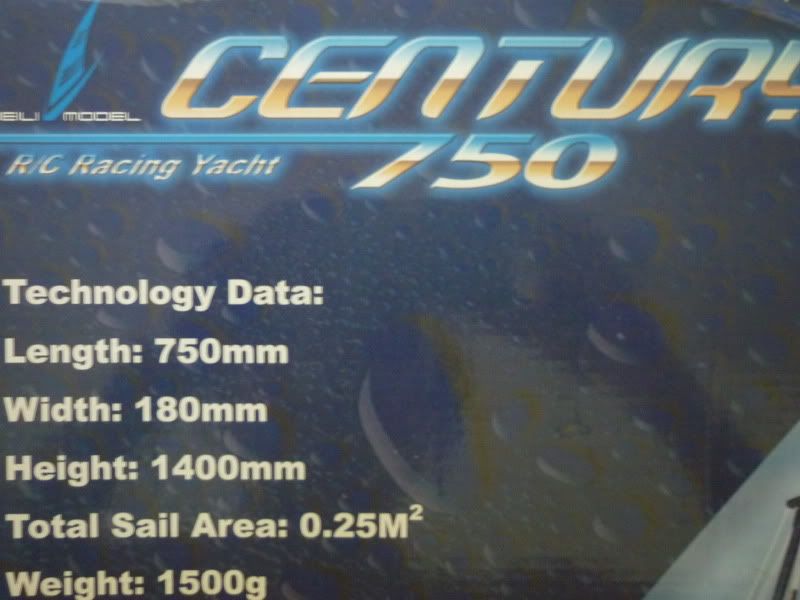 CENTURY
MODEL
R/C Racing Yacht
750
Technology Data:
Length: 750mm
Width: 180mm
Height: 1400mm
Total Sail Area: 0.25M²
Weight: 1500g